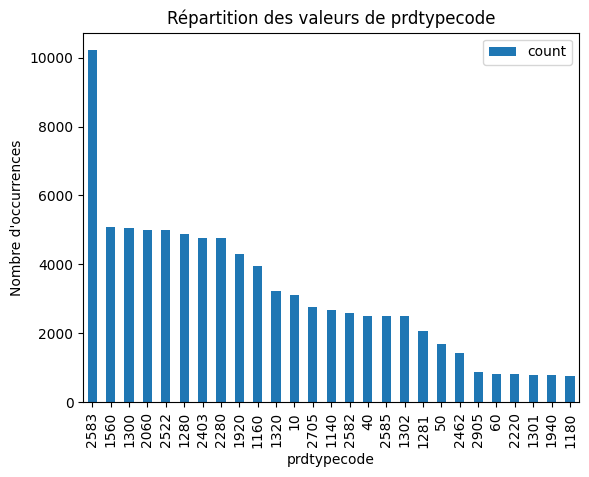 Répartition des valeurs de prdtypecode
count
Nombre d'occurrences
10000
8000
6000
4000
2000
0
2583 1560 1300 2060 2522 1280 2403 2280 1920 1160 1320 10 2705 1140 2582 40 2585 1302 1281 50 2462 2905 60 2220 1301 1940 1180
prdtypecode